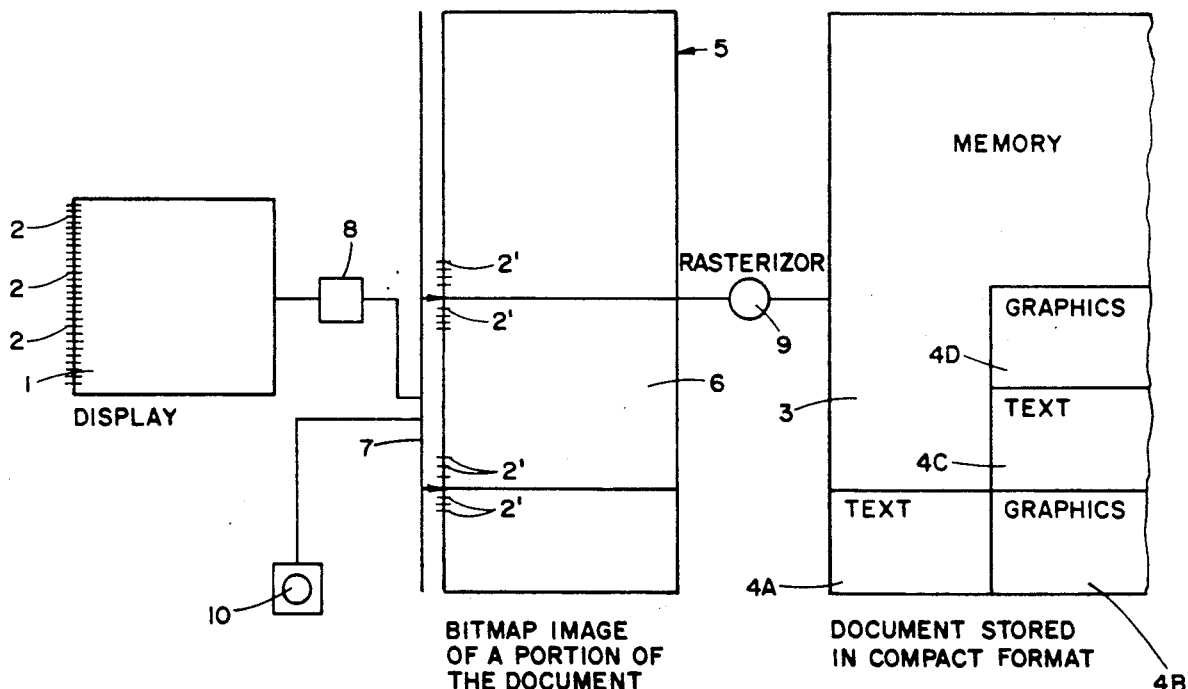 5
MEMORY
2
8
2'
RASTERIZOR
2
2'
GRAPHICS
9
4D
2
1
6
3
TEXT
DISPLAY
7
2'
4C
2'
TEXT
GRAPHICS
10
4A
BITMAP IMAGE
OF A PORTION OF
THE DOCUMENT
DOCUMENT STORED
IN COMPACT FORMAT
4B